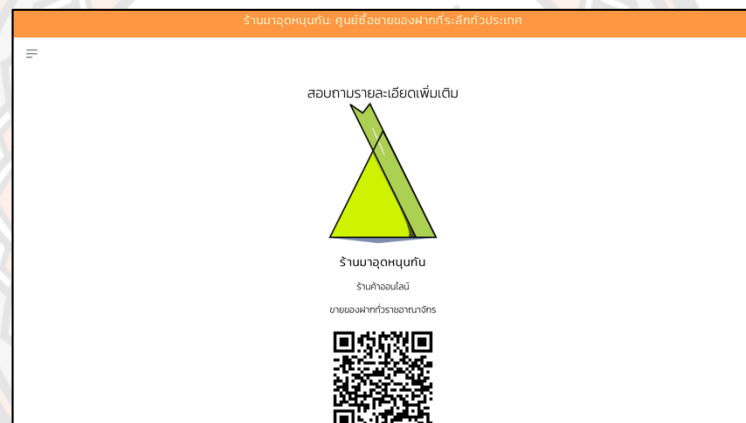 ร้านมาอุดหนุนกัน: ศูนย์ซื้อขายของฝากที่ระลึกทั่วประเทศ
สอบถามรายละเอียดเพิ่มเติม
ร้านมาอุดหนุนกัน
ร้านค้าออนไลน์
ขายของฝากทั่วราชอาณาจักร